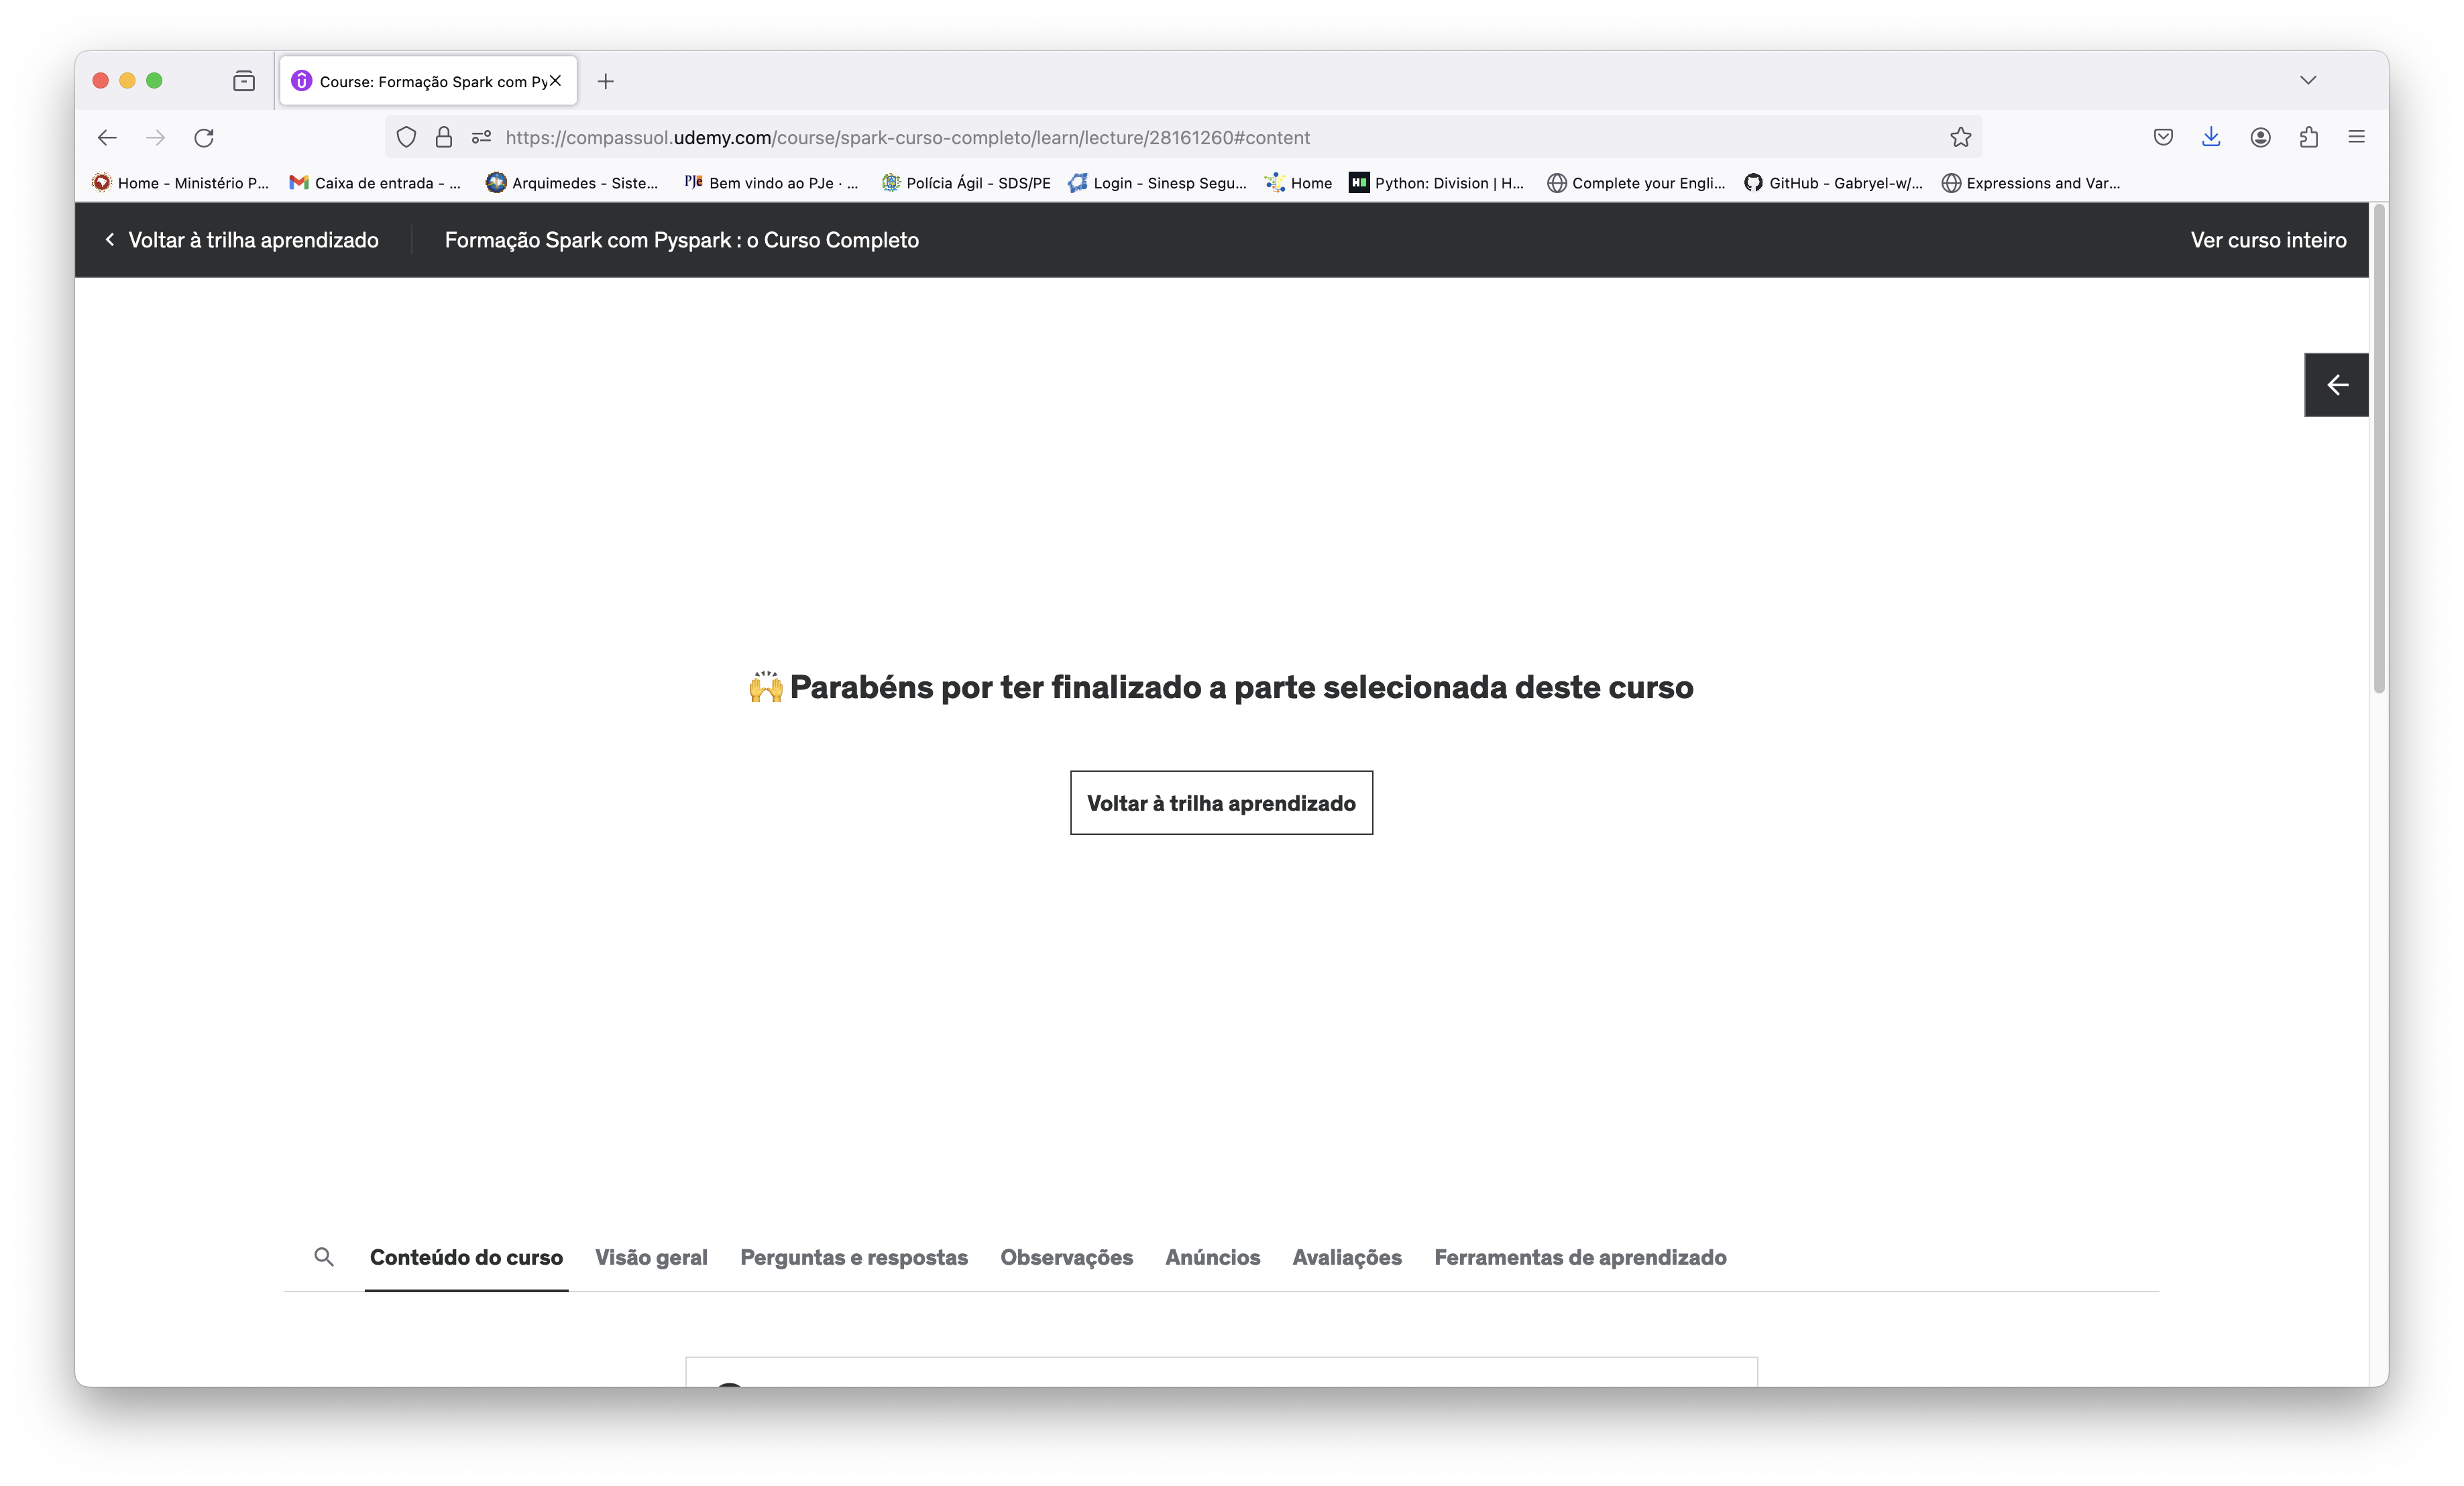 Course: Formação Spark com Py
https://compassuol.udemy.com/course/spark-curso-completo/learn/lecture/28161260#content
Home - Ministério P... Caixa de entrada - ... Arquimedes - Siste... PJe Bem vindo ao PJe · ... Polícia Ágil - SDS/PE Login - Sinesp Segu... Home H Python: Division | H... Complete your Engli... GitHub - Gabryel-w/... Expressions and Var...
Voltar à trilha aprendizado Formação Spark com Pyspark : o Curso Completo Ver curso inteiro
Parabéns por ter finalizado a parte selecionada deste curso
Voltar à trilha aprendizado
Conteúdo do curso Visão geral Perguntas e respostas Observações Anúncios Avaliações Ferramentas de aprendizado